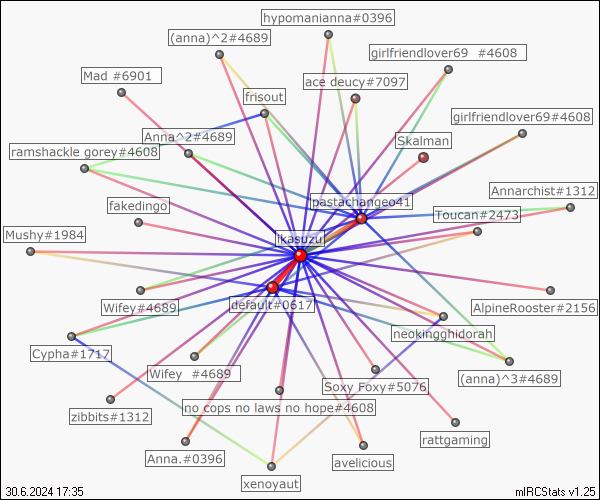 hypomanianna#0396
(anna)^2#4689
girlfriendlover69 #4608
Mad #6901
ace deucy#7097
frisout
girlfriendlover69#4608
Anna^2#4689
Skalman
ramshackle gorey#4608
Annarchist#1312
pastachangeo41
fakedingo
Toucan#2473
Mushy#1984
ikasuzu
Wifey#4689
default#0617
AlpineRooster#2156
neokingghidorah
Cypha#1717
Wifey #4689
(anna)^3#4689
Soxy Foxy#5076
zibbits#1312
no cops no laws no hope#4608
rattgaming
Anna.#0396
avelicious
xenoyaut
30.6.2024 17:35
mIRCStats v1.25